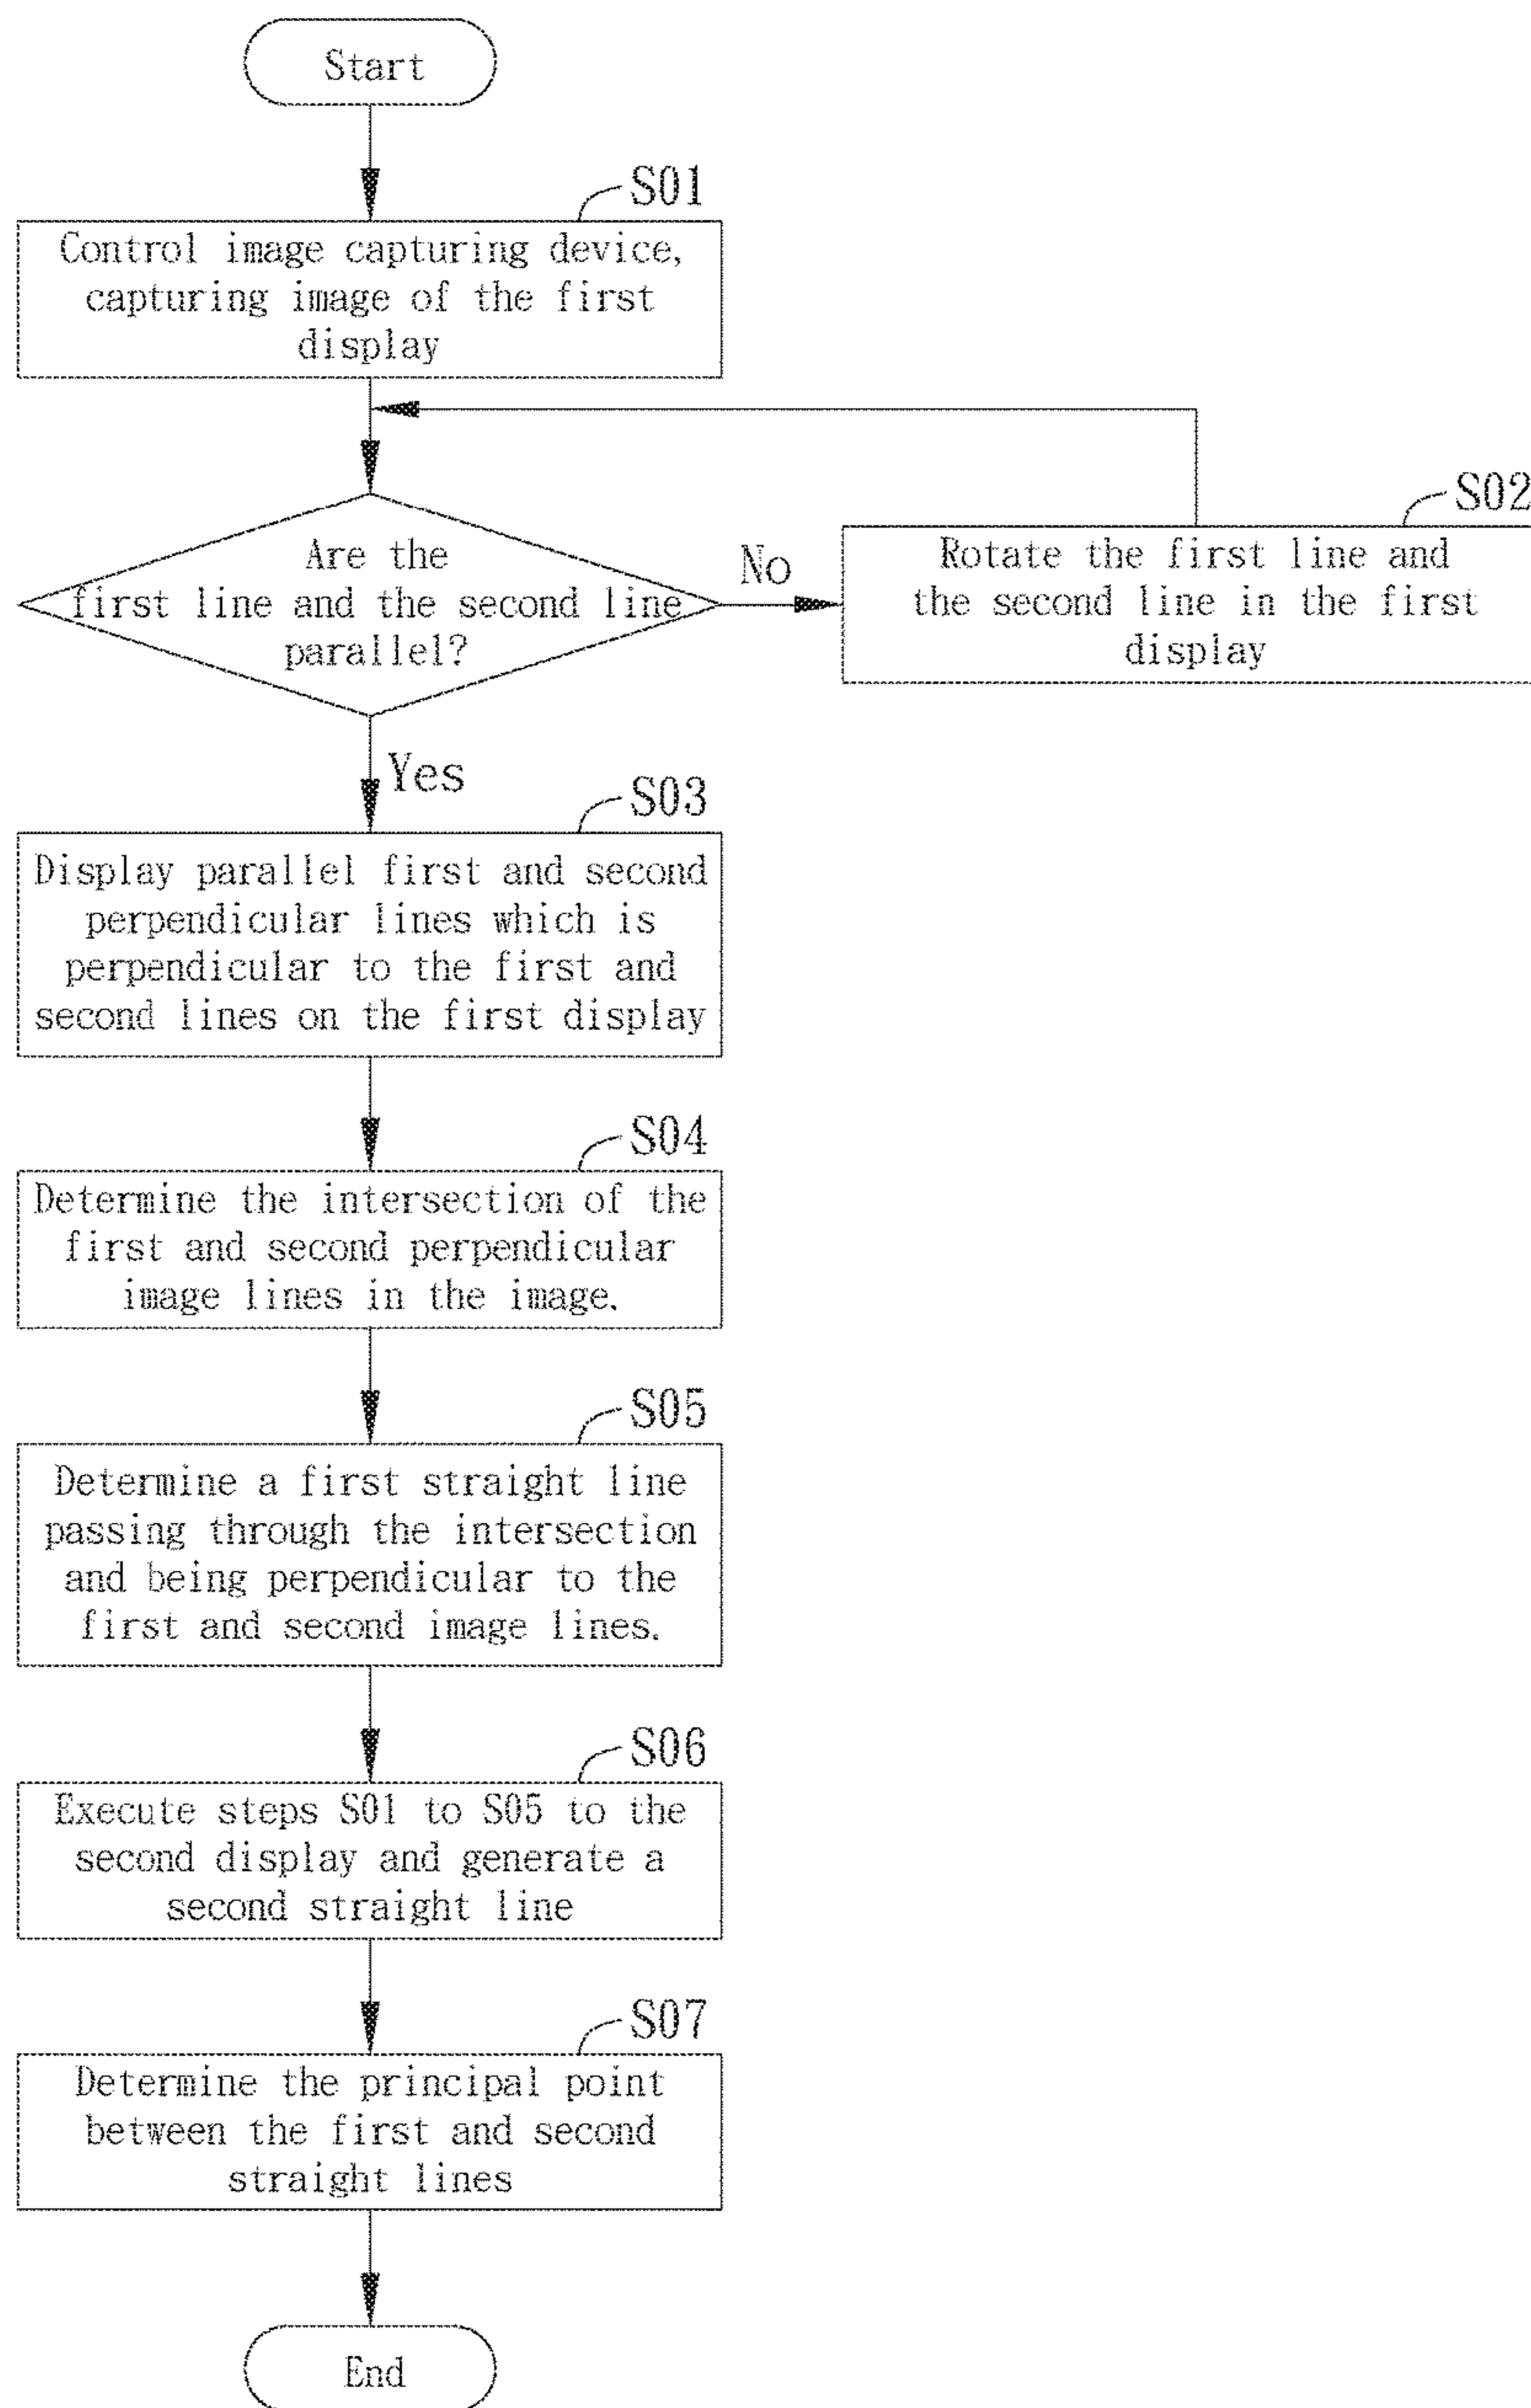 Start
S01
Control image capturing device,
capturing image of the first
display
Are the
first line and the second line
parallel?
No
S02
Rotate the first line and
the second line in the first
display
Yes
S03
Display parallel first and second
perpendicular lines which is
perpendicular to the first and
second lines on the first display
S04
Determine the intersection of the
first and second perpendicular
image lines in the image.
S05
Determine a first straight line
passing through the intersection
and being perpendicular to the
first and second image lines.
S06
Execute steps S01 to S05 to the
second display and generate a
second straight line
S07
Determine the principal point
between the first and second
straight lines
End